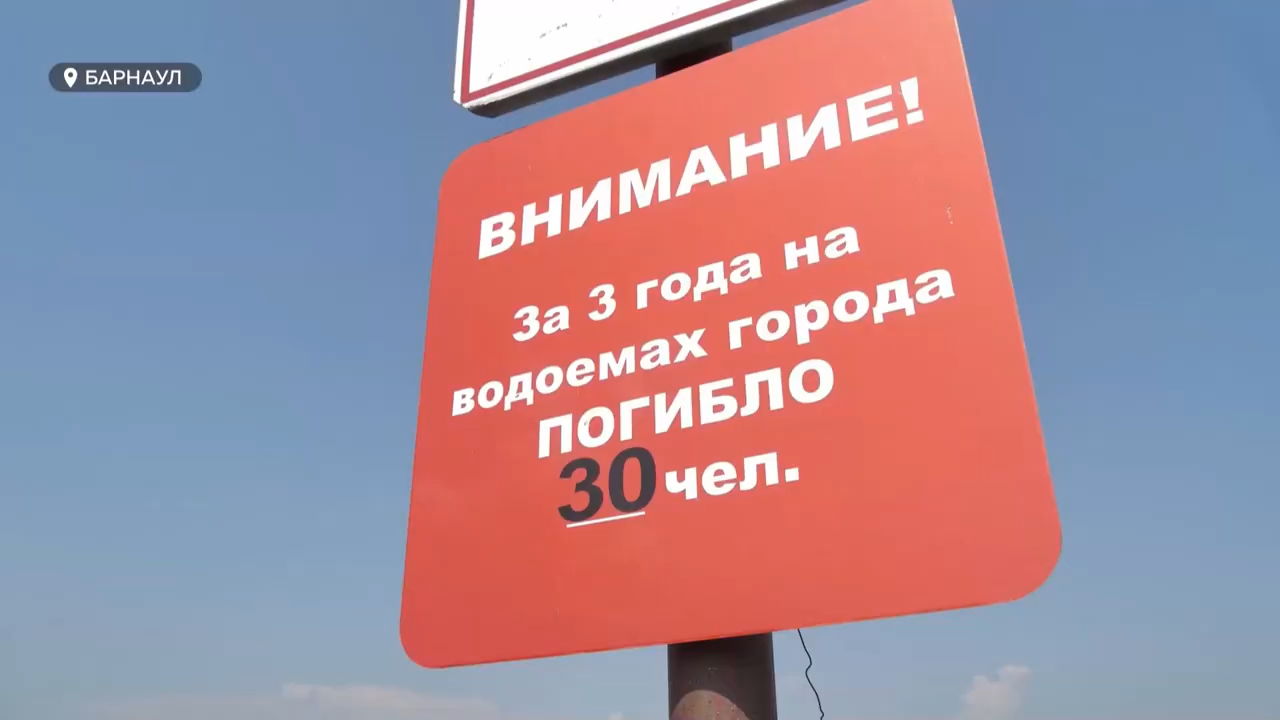 БАРНАУЛ
ВНИМАНИЕ!
За 3 года на
водоемах города
ПОГИБЛО
30 чел.